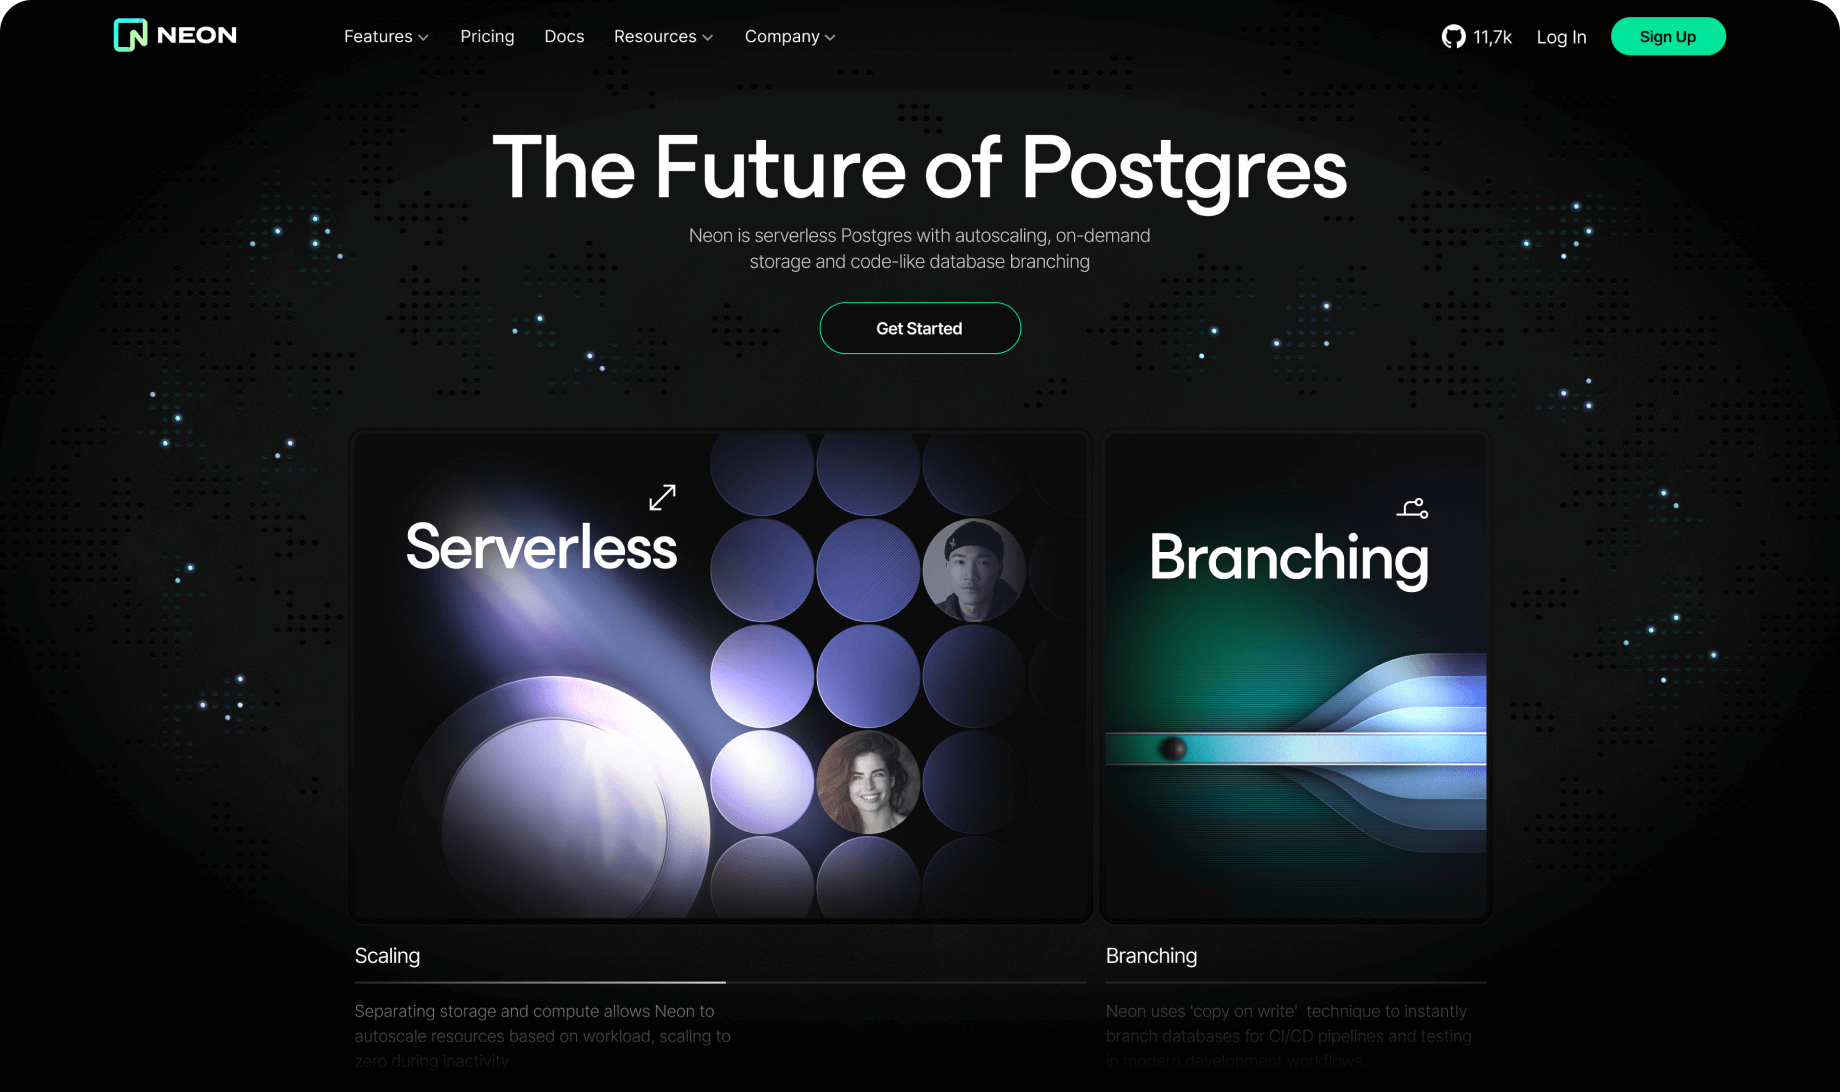 NEON
Features
Pricing
Docs
Resources
Company
11,7k
Log In
Sign Up
The Future of Postgres
Neon is serverless Postgres with autoscaling, on-demand
storage and code-like database branching
Get Started
Serverless
Branching
Scaling
Separating storage and compute allows Neon to
autoscale resources based on workload, scaling to
zero during inactivity.
Branching
Neon uses 'copy on write' technique to instantly
branch databases for CI/CD pipelines and testing
in modern development workflows.